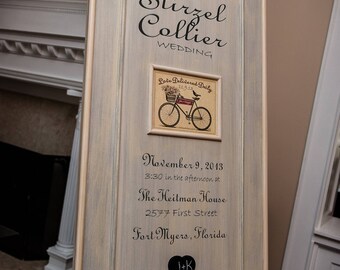 Stirzel
Collier
WEDDING
Love Delivered Daily
November 9, 2013
3:30 in the afternoon at
The Heitman House
2577 First Street
Fort Myers, Florida
J+K